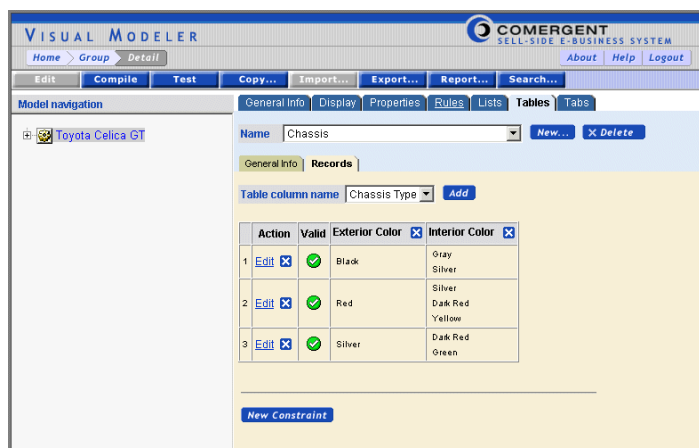 VISUAL MODELER
COMERGENT
SELL-SIDE E-BUSINESS SYSTEM
Home Group Detail
About Help Logout
Edit Compile Test Copy... Import... Export... Report... Search...
Model navigation
General Info Display Properties Rules Lists Tables Tabs
Toyota Celica GT
Name Chassis New... X Delete
General Info Records
Table column name Chassis Type Add
Action Valid Exterior Color Interior Color
1 Edit Black Gray
Silver
2 Edit Red Silver
Dark Red
Yellow
3 Edit Silver Dark Red
Green
New Constraint